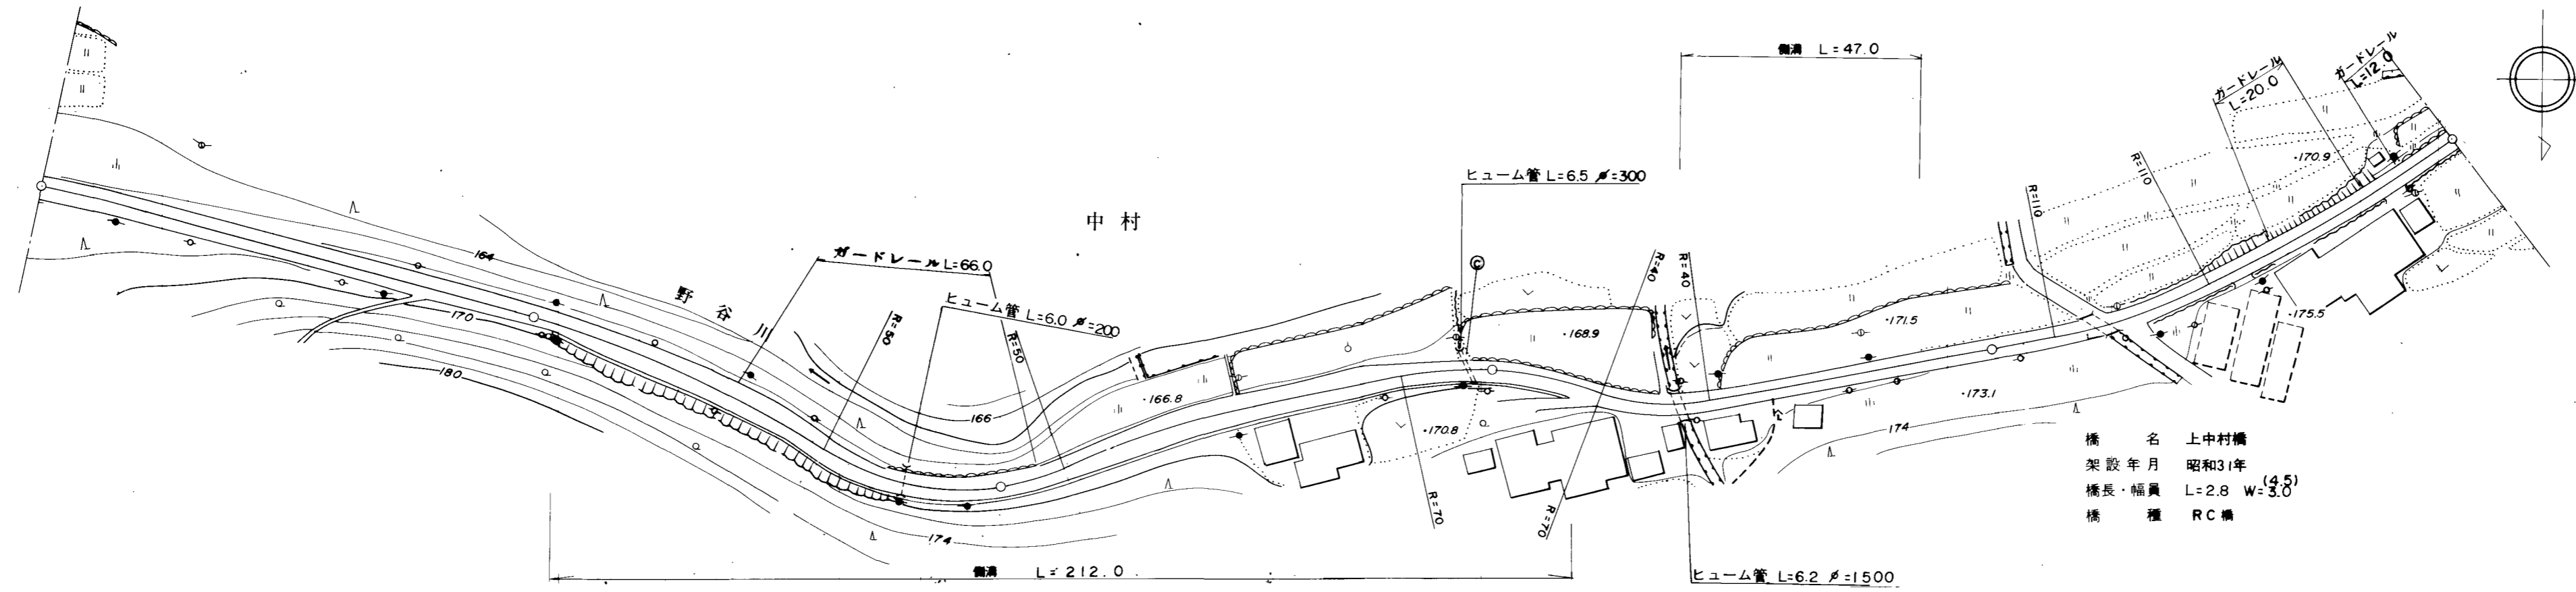 側溝 L=47.0
ガードレール
L=20.0
ガードレール
L=12.0
170.9
R=110
R=110
ヒューム管 L=6.5 ⌀=300
中村
ガードレール L=66.0
ヒューム管 L=6.0 ⌀=200
野谷川
164
170
180
R=50
R=50
166
166.8
C
168.9
R=40
R=40
171.5
175.5
173.1
174
170.8
R=70
R=70
174
橋名 上中村橋
架設年月 昭和31年
橋長・幅員 L=2.8 W=3.0 (4.5)
橋種 RC橋
側溝 L=212.0
ヒューム管 L=6.2 ⌀=1500